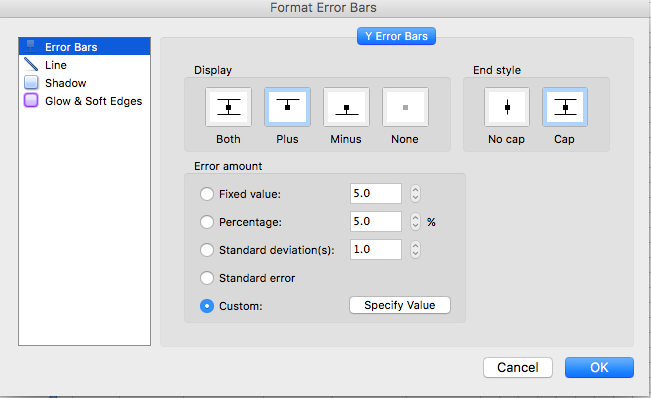 Format Error Bars
Error Bars
Line
Shadow
Glow & Soft Edges
Y Error Bars
Display
Both
Plus
Minus
None
End style
No cap
Cap
Error amount
Fixed value: 5.0
Percentage: 5.0 %
Standard deviation(s): 1.0
Standard error
Custom: Specify Value
Cancel
OK